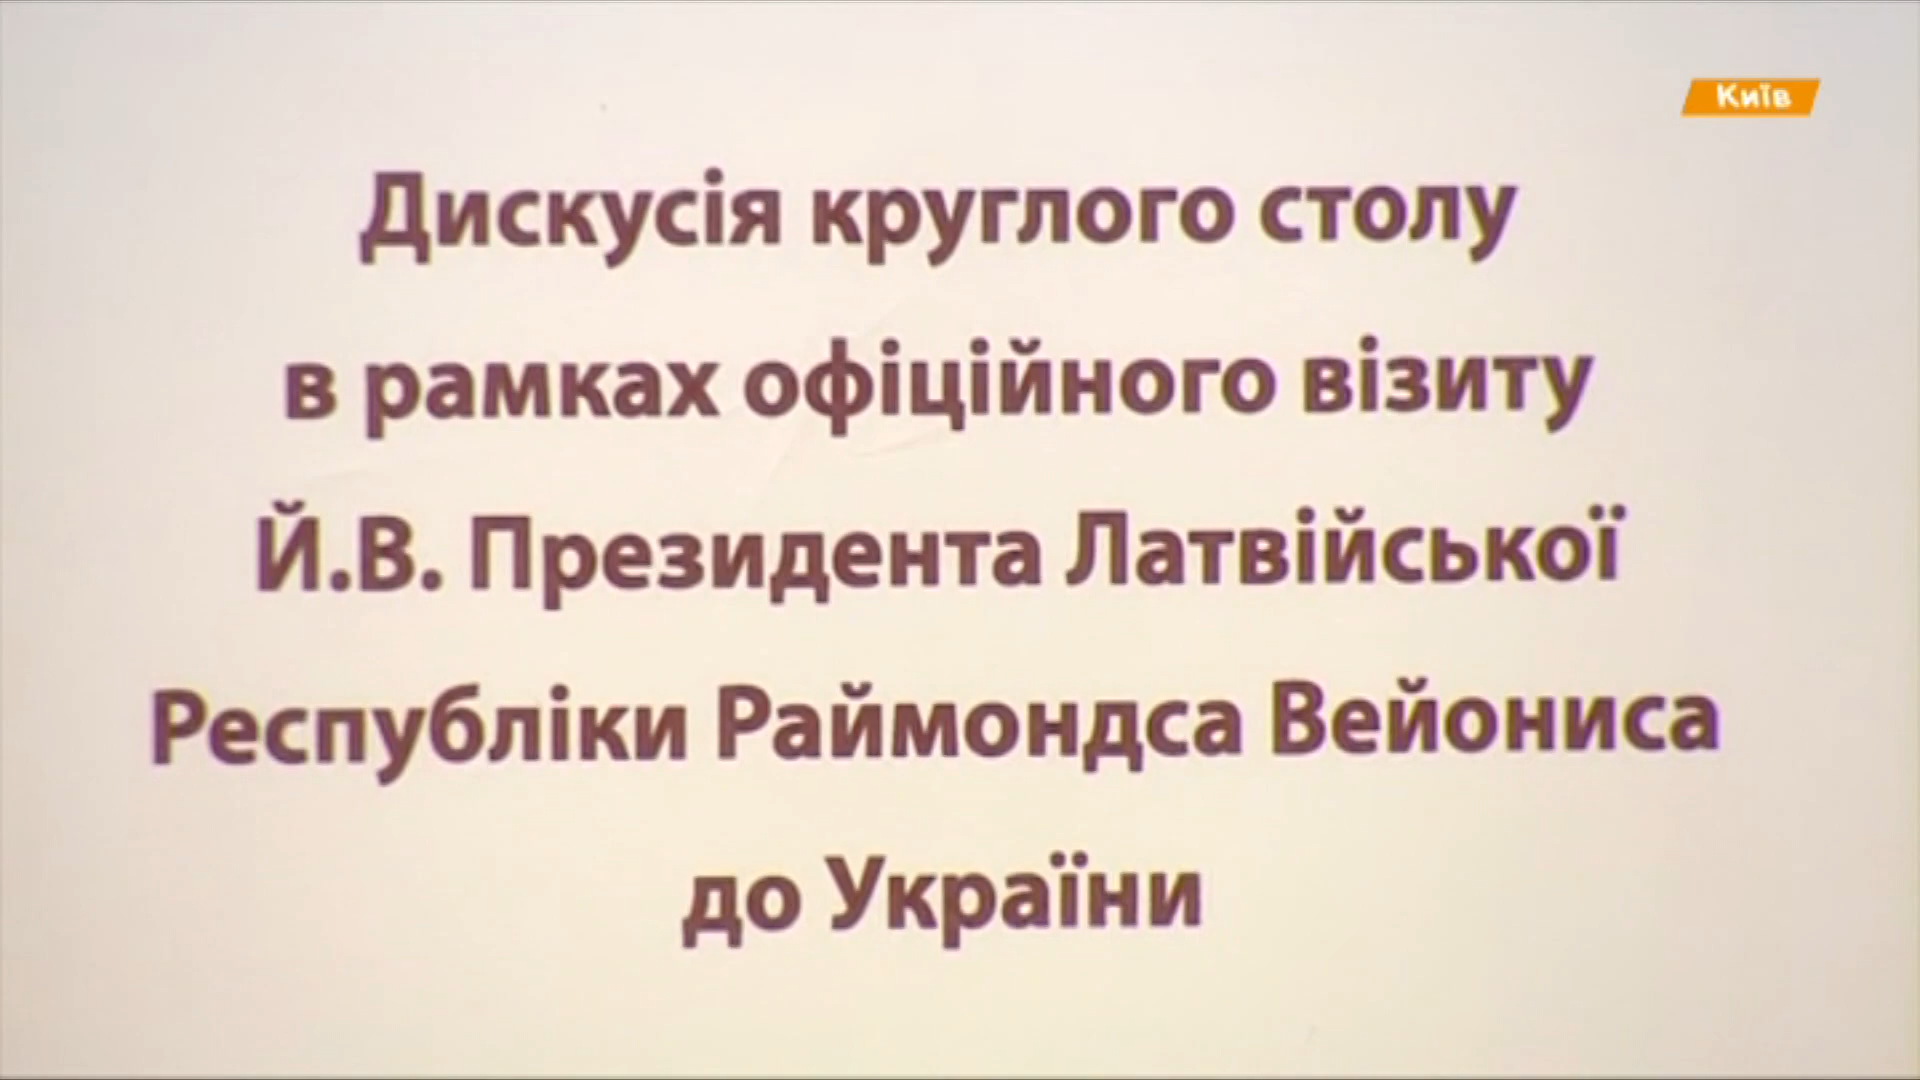 Київ
Дискусія круглого столу
в рамках офіційного візиту
Й.В. Президента Латвійської
Республіки Раймондса Вейониса
до України